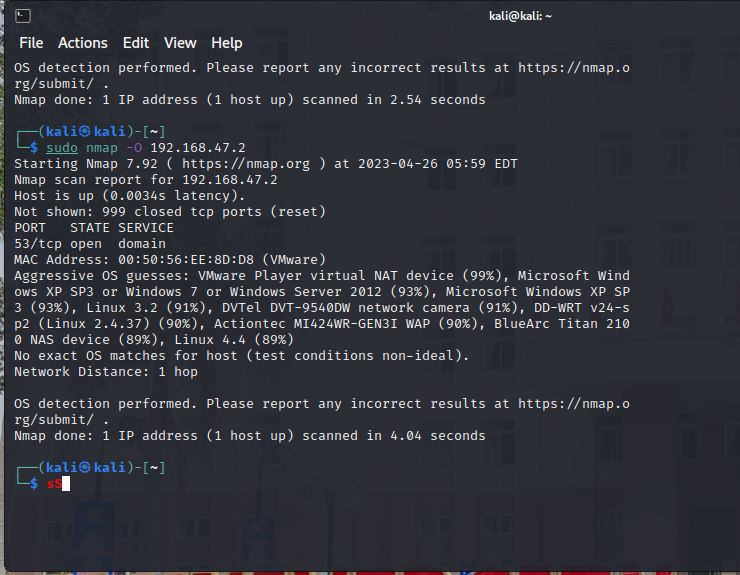 kali@kali: ~
File Actions Edit View Help
OS detection performed. Please report any incorrect results at https://nmap.o
rg/submit/ .
Nmap done: 1 IP address (1 host up) scanned in 2.54 seconds
┌──(kali㉿kali)-[~]
└─$ sudo nmap -O 192.168.47.2
Starting Nmap 7.92 ( https://nmap.org ) at 2023-04-26 05:59 EDT
Nmap scan report for 192.168.47.2
Host is up (0.0034s latency).
Not shown: 999 closed tcp ports (reset)
PORT   STATE SERVICE
53/tcp open  domain
MAC Address: 00:50:56:EE:8D:D8 (VMware)
Aggressive OS guesses: VMware Player virtual NAT device (99%), Microsoft Wind
ows XP SP3 or Windows 7 or Windows Server 2012 (93%), Microsoft Windows XP SP
3 (93%), Linux 3.2 (91%), DVTel DVT-9540DW network camera (91%), DD-WRT v24-s
p2 (Linux 2.4.37) (90%), Actiontec MI424WR-GEN3I WAP (90%), BlueArc Titan 210
0 NAS device (89%), Linux 4.4 (89%)
No exact OS matches for host (test conditions non-ideal).
Network Distance: 1 hop
OS detection performed. Please report any incorrect results at https://nmap.o
rg/submit/ .
Nmap done: 1 IP address (1 host up) scanned in 4.04 seconds
┌──(kali㉿kali)-[~]
└─$ sS